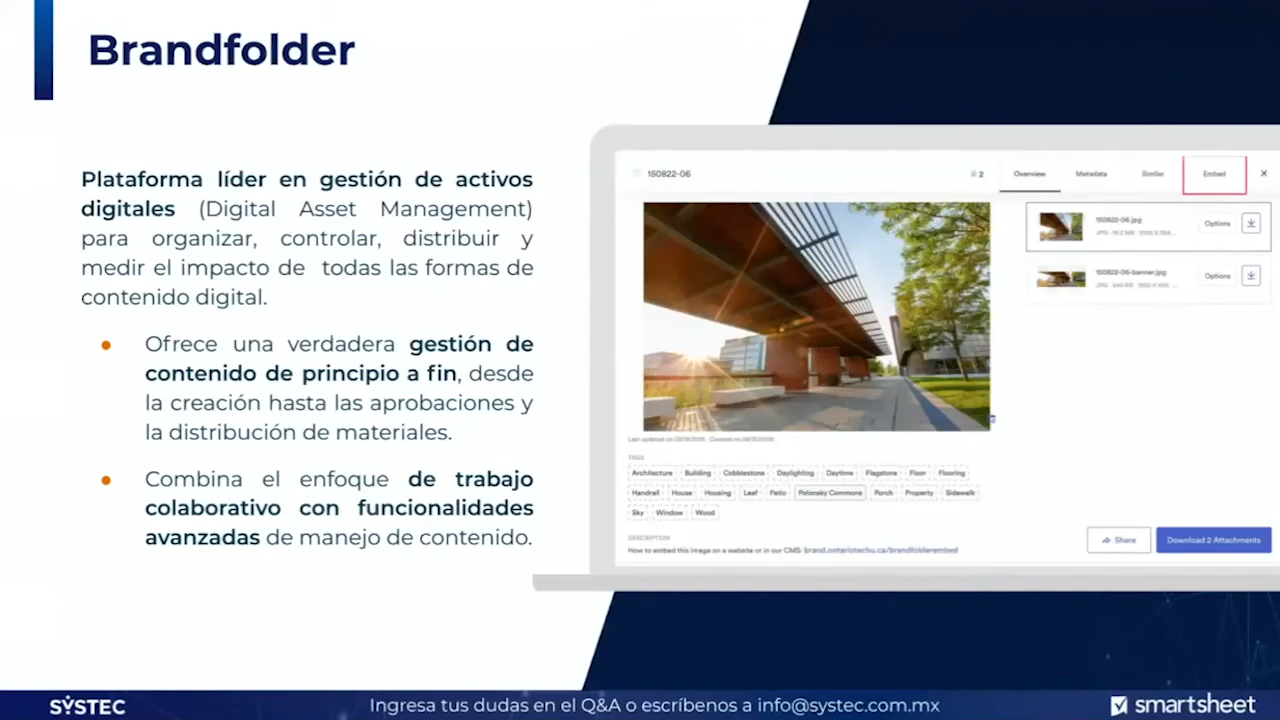 Brandfolder
Plataforma líder en gestión de activos
digitales (Digital Asset Management)
para organizar, controlar, distribuir y
medir el impacto de todas las formas de
contenido digital.
Ofrece una verdadera gestión de
contenido de principio a fin, desde
la creación hasta las aprobaciones y
la distribución de materiales.
Combina el enfoque de trabajo
colaborativo con funcionalidades
avanzadas de manejo de contenido.
150822-06
2
Overview Metadata Similar Embed
150822-06.jpg
Options
150822-06-banner.jpg
Options
TAGS
Architecture Building Cobblestone Daylighting Daytime Flagstone Floor Flooring
Handrail House Housing Leaf Patio Polonsky Commons Porch Property Sidewalk
Sky Window Wood
DESCRIPTION
How to embed this image on a website or in our CMS: brand.ontariotechu.ca/brandfolderembed
Share Download 2 Attachments
SYSTEC
Ingresa tus dudas en el Q&A o escríbenos a info@systec.com.mx
smartsheet